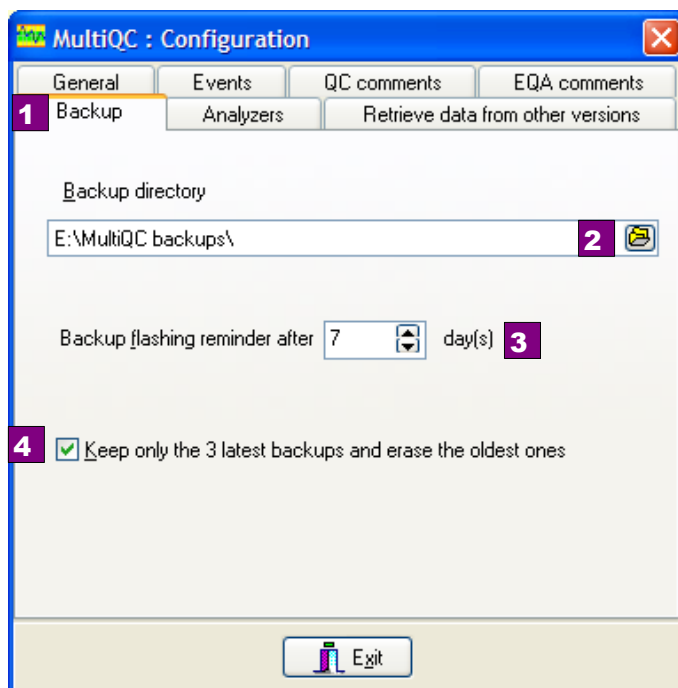 MultiQC : Configuration
General Events QC comments EQA comments
1 Backup Analyzers Retrieve data from other versions
Backup directory
E:\MultiQC backups\ 2
Backup flashing reminder after 7 day(s) 3
4 Keep only the 3 latest backups and erase the oldest ones
Exit